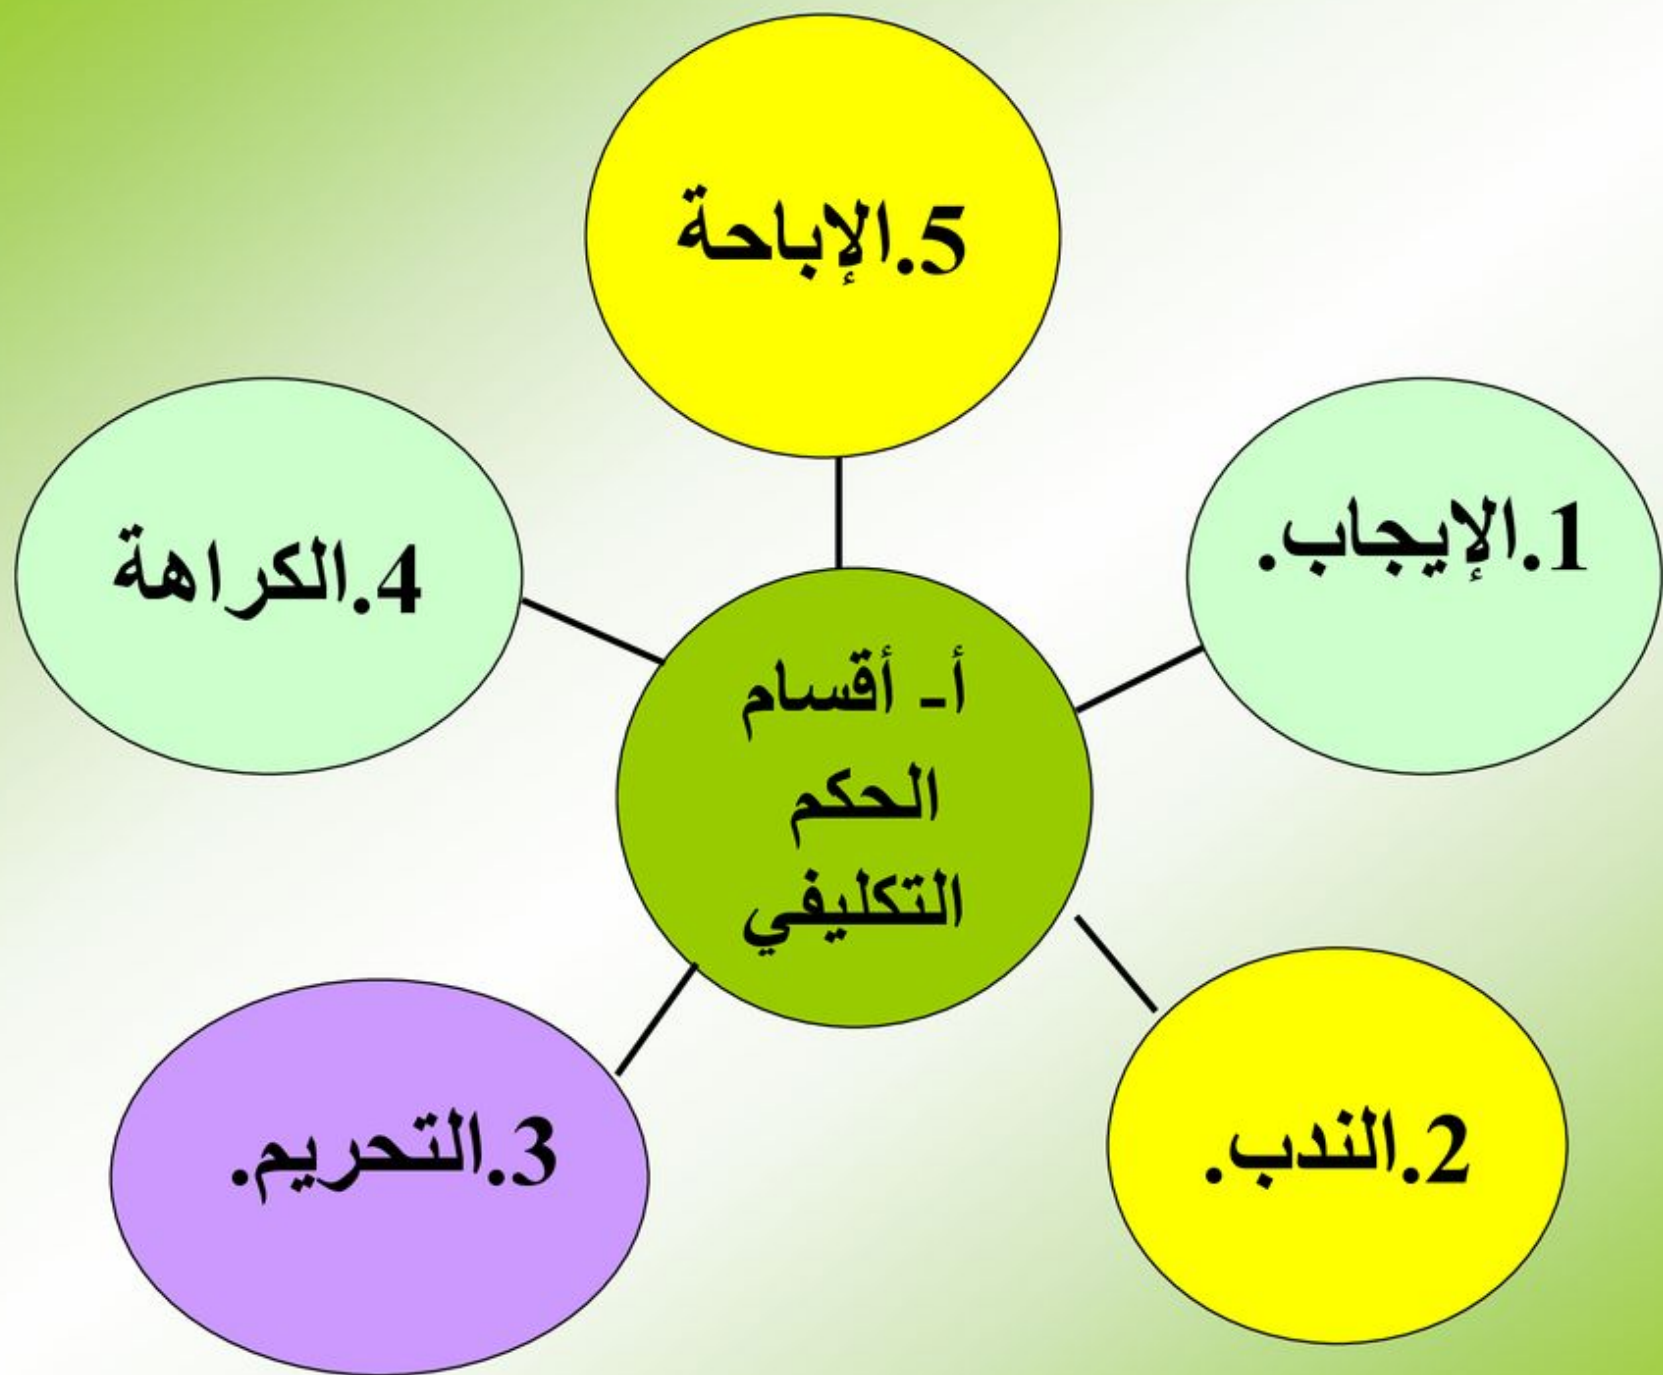 أ- أقسام
الحكم
التكليفي
1.الإيجاب.
2.الندب.
3.التحريم.
4.الكراهة
5.الإباحة